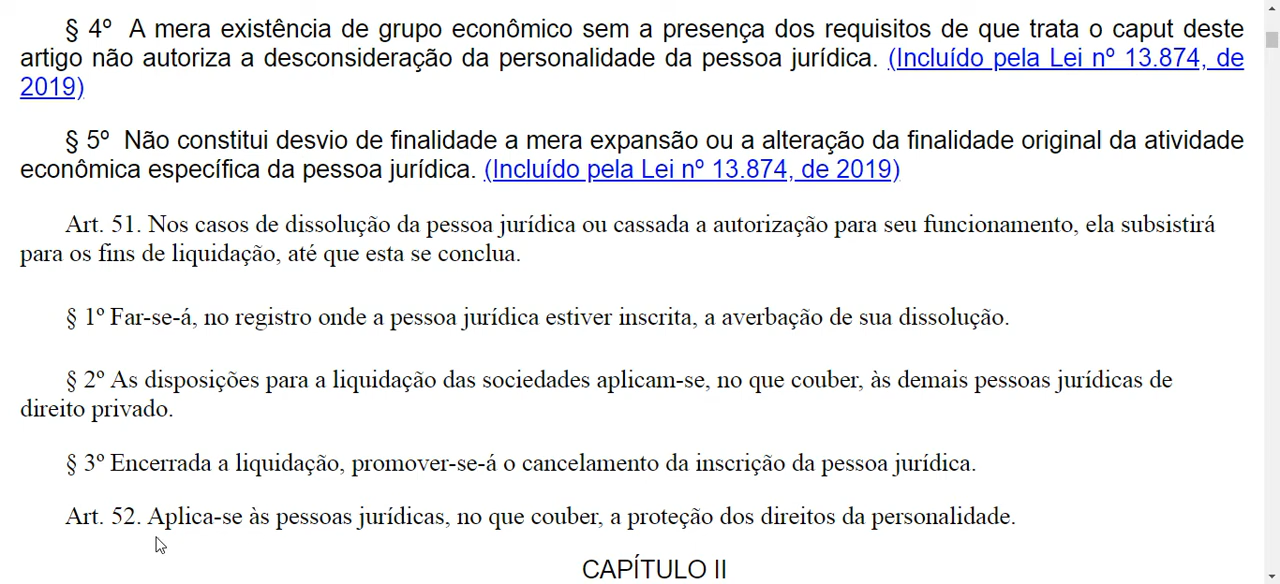 § 4º A mera existência de grupo econômico sem a presença dos requisitos de que trata o caput deste
artigo não autoriza a desconsideração da personalidade da pessoa jurídica. (Incluído pela Lei nº 13.874, de
2019)
§ 5º Não constitui desvio de finalidade a mera expansão ou a alteração da finalidade original da atividade
econômica específica da pessoa jurídica. (Incluído pela Lei nº 13.874, de 2019)
Art. 51. Nos casos de dissolução da pessoa jurídica ou cassada a autorização para seu funcionamento, ela subsistirá
para os fins de liquidação, até que esta se conclua.
§ 1º Far-se-á, no registro onde a pessoa jurídica estiver inscrita, a averbação de sua dissolução.
§ 2º As disposições para a liquidação das sociedades aplicam-se, no que couber, às demais pessoas jurídicas de
direito privado.
§ 3º Encerrada a liquidação, promover-se-á o cancelamento da inscrição da pessoa jurídica.
Art. 52. Aplica-se às pessoas jurídicas, no que couber, a proteção dos direitos da personalidade.
CAPÍTULO II